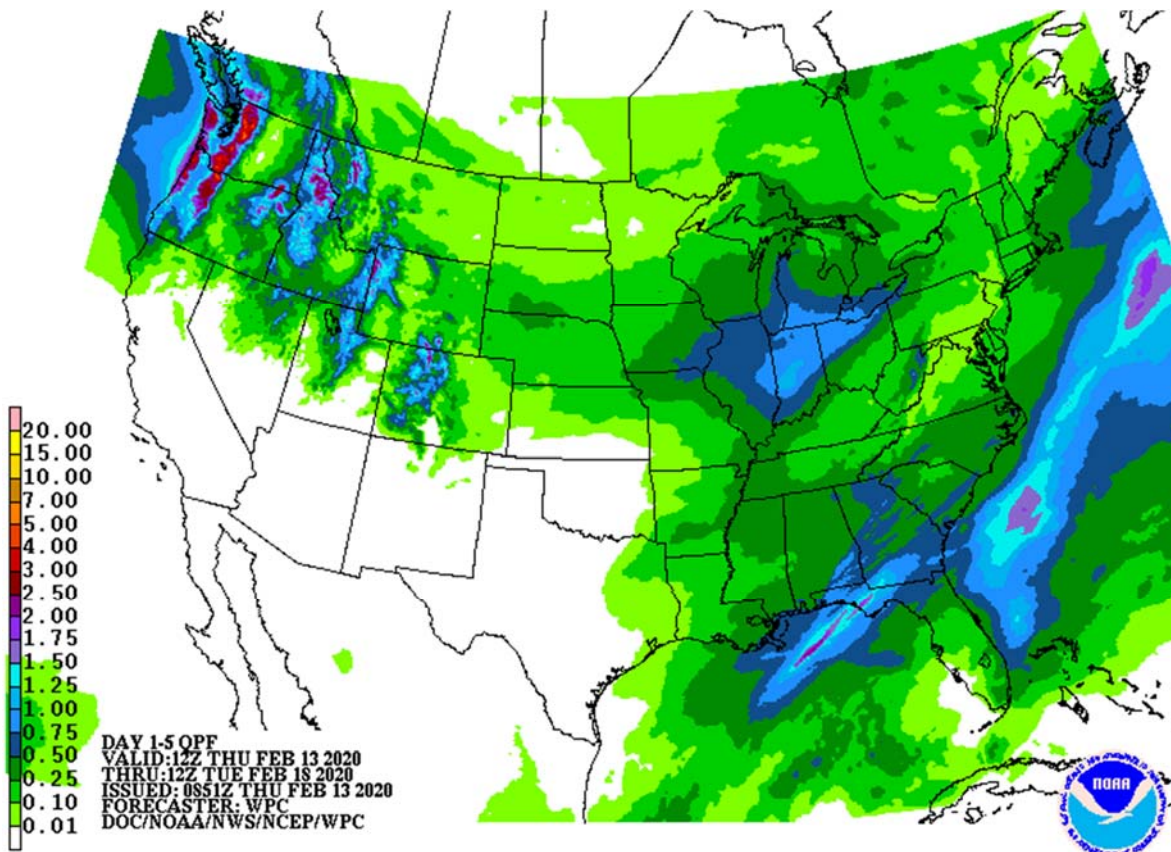 20.00
15.00
10.00
7.00
5.00
4.00
3.00
2.50
2.00
1.75
1.50
1.25
1.00
0.75
0.50
0.25
0.10
0.01
DAY 1-5 QPF
VALID:12Z THU FEB 13 2020
THRU:12Z TUE FEB 18 2020
ISSUED: 0851Z THU FEB 13 2020
FORECASTER: WPC
DOC/NOAA/NWS/NCEP/WPC
NOAA